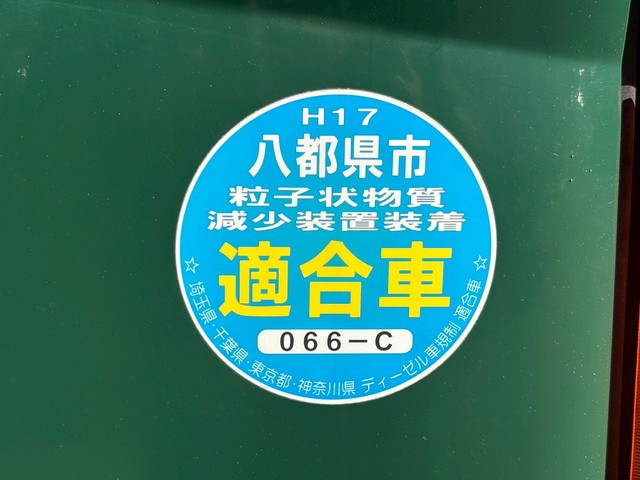 H17
八都県市
粒子状物質
減少装置装着
適合車
066-C
☆埼玉県・千葉県・東京都・神奈川県 ディーゼル車規制 適合車☆